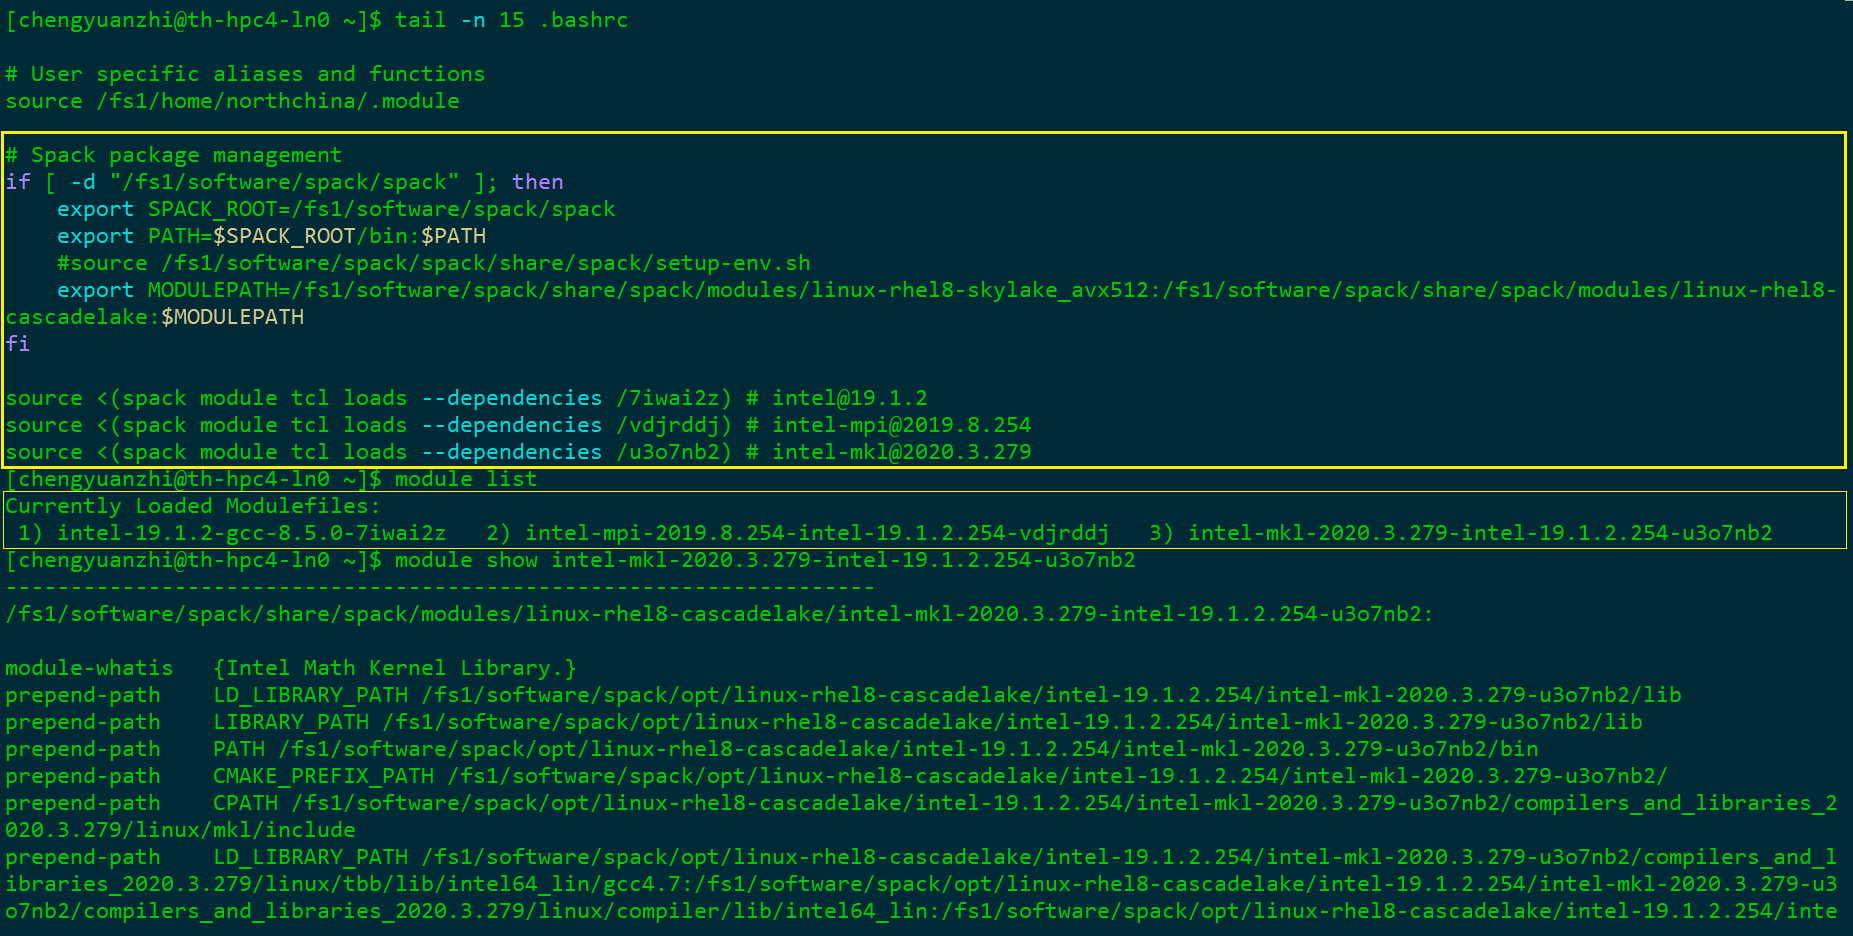 [chengyuanzhi@th-hpc4-ln0 ~]$ tail -n 15 .bashrc
# User specific aliases and functions
source /fs1/home/northchina/.module
# Spack package management
if [ -d "/fs1/software/spack/spack" ]; then
    export SPACK_ROOT=/fs1/software/spack/spack
    export PATH=$SPACK_ROOT/bin:$PATH
    #source /fs1/software/spack/spack/share/spack/setup-env.sh
    export MODULEPATH=/fs1/software/spack/share/spack/modules/linux-rhel8-skylake_avx512:/fs1/software/spack/share/spack/modules/linux-rhel8-
cascadelake:$MODULEPATH
fi
source <(spack module tcl loads --dependencies /7iwai2z) # intel@19.1.2
source <(spack module tcl loads --dependencies /vdjrddj) # intel-mpi@2019.8.254
source <(spack module tcl loads --dependencies /u3o7nb2) # intel-mkl@2020.3.279
[chengyuanzhi@th-hpc4-ln0 ~]$ module list
Currently Loaded Modulefiles:
 1) intel-19.1.2-gcc-8.5.0-7iwai2z   2) intel-mpi-2019.8.254-intel-19.1.2.254-vdjrddj   3) intel-mkl-2020.3.279-intel-19.1.2.254-u3o7nb2
[chengyuanzhi@th-hpc4-ln0 ~]$ module show intel-mkl-2020.3.279-intel-19.1.2.254-u3o7nb2
-------------------------------------------------------------------
/fs1/software/spack/share/spack/modules/linux-rhel8-cascadelake/intel-mkl-2020.3.279-intel-19.1.2.254-u3o7nb2:
module-whatis   {Intel Math Kernel Library.}
prepend-path    LD_LIBRARY_PATH /fs1/software/spack/opt/linux-rhel8-cascadelake/intel-19.1.2.254/intel-mkl-2020.3.279-u3o7nb2/lib
prepend-path    LIBRARY_PATH /fs1/software/spack/opt/linux-rhel8-cascadelake/intel-19.1.2.254/intel-mkl-2020.3.279-u3o7nb2/lib
prepend-path    PATH /fs1/software/spack/opt/linux-rhel8-cascadelake/intel-19.1.2.254/intel-mkl-2020.3.279-u3o7nb2/bin
prepend-path    CMAKE_PREFIX_PATH /fs1/software/spack/opt/linux-rhel8-cascadelake/intel-19.1.2.254/intel-mkl-2020.3.279-u3o7nb2/
prepend-path    CPATH /fs1/software/spack/opt/linux-rhel8-cascadelake/intel-19.1.2.254/intel-mkl-2020.3.279-u3o7nb2/compilers_and_libraries_2
020.3.279/linux/mkl/include
prepend-path    LD_LIBRARY_PATH /fs1/software/spack/opt/linux-rhel8-cascadelake/intel-19.1.2.254/intel-mkl-2020.3.279-u3o7nb2/compilers_and_l
ibraries_2020.3.279/linux/tbb/lib/intel64_lin/gcc4.7:/fs1/software/spack/opt/linux-rhel8-cascadelake/intel-19.1.2.254/intel-mkl-2020.3.279-u3
o7nb2/compilers_and_libraries_2020.3.279/linux/compiler/lib/intel64_lin:/fs1/software/spack/opt/linux-rhel8-cascadelake/intel-19.1.2.254/inte